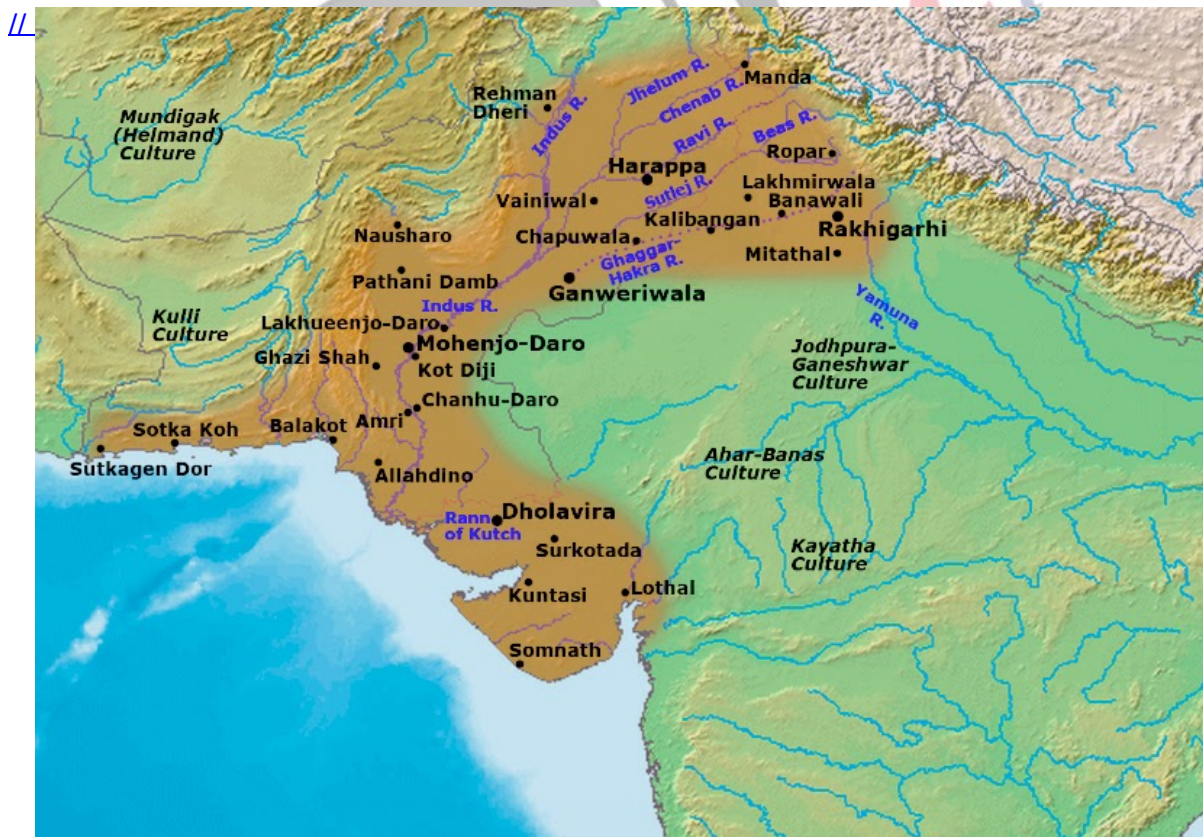 //
Mundigak
(Helmand)
Culture
Rehman
Dheri
Indus R.
Jhelum R.
Manda
Chenab R.
Ravi R.
Beas R.
Harappa
Ropar
Sutlej R.
Lakhmirwala
Vainiwal
Banawali
Kalibangan
Nausharo
Chapuwala
Rakhigarhi
Ghaggar-
Hakra R.
Mitathal
Pathani Damb
Ganweriwala
Indus R.
Yamuna
R.
Kulli
Culture
Lakhueenjo-Daro
Mohenjo-Daro
Ghazi Shah
Kot Diji
Jodhpura-
Ganeshwar
Culture
Chanhu-Daro
Amri
Sotka Koh
Balakot
Sutkagen Dor
Allahdino
Ahar-Banas
Culture
Dholavira
Rann
of Kutch
Surkotada
Kayatha
Culture
Kuntasi
Lothal
Somnath